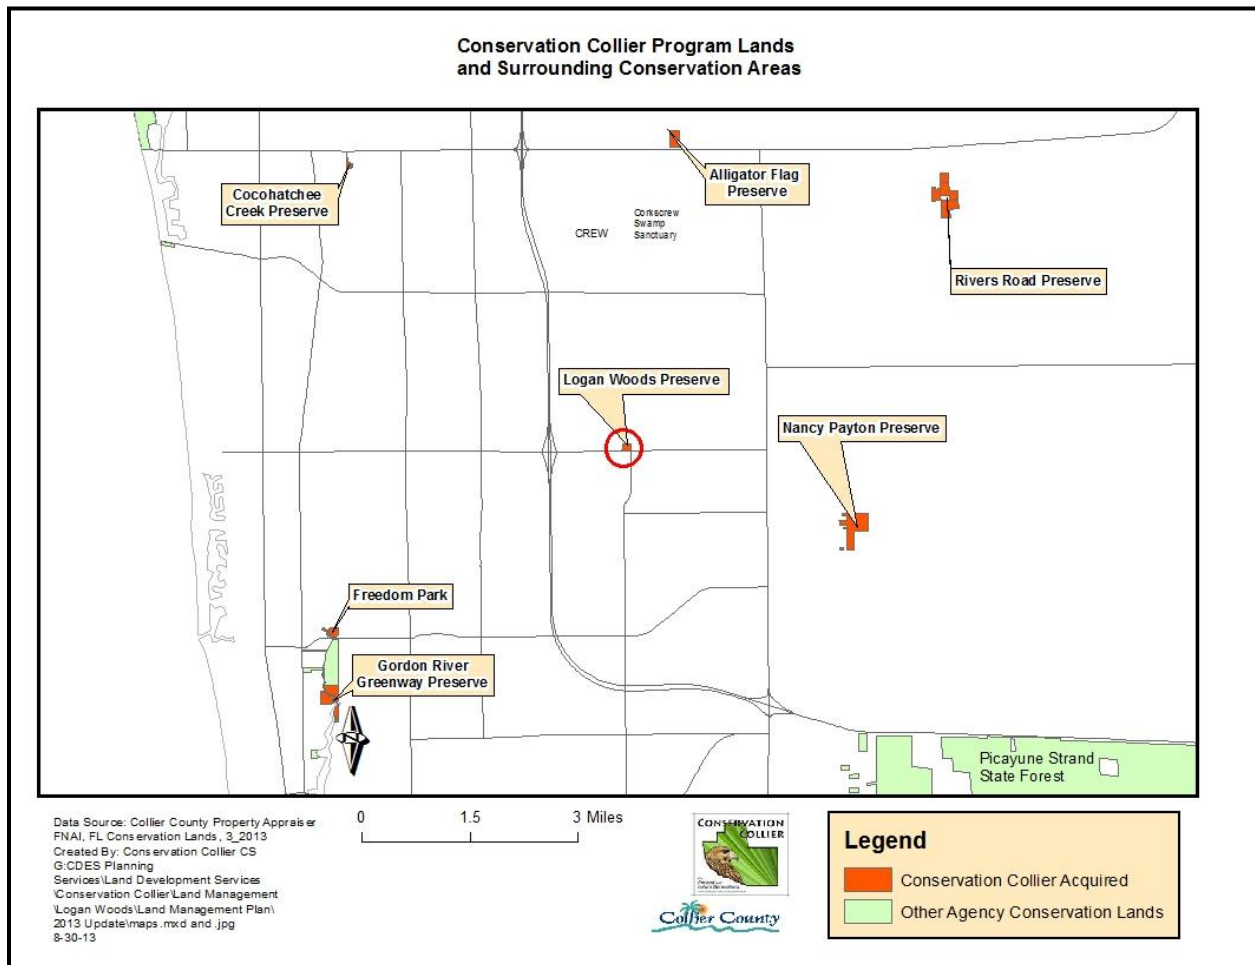 Conservation Collier Program Lands
and Surrounding Conservation Areas
Cocohatchee
Creek Preserve
Alligator Flag
Preserve
Corkscrew
Swamp
Sanctuary
CREW
Rivers Road Preserve
Logan Woods Preserve
Nancy Payton Preserve
Freedom Park
Gordon River
Greenway Preserve
N
Picayune Strand
State Forest
Data Source: Collier County Property Appraiser
FNAI, FL Conservation Lands, 3_2013
Created By: Conservation Collier CS
G:CDES Planning
Services\Land Development Services
\Conservation Collier\Land Management
\Logan Woods\Land Management Plan\
2013 Update\maps.mxd and .jpg
8-30-13
0 1.5 3 Miles
CONSERVATION
COLLIER
Collier County
Legend
Conservation Collier Acquired
Other Agency Conservation Lands